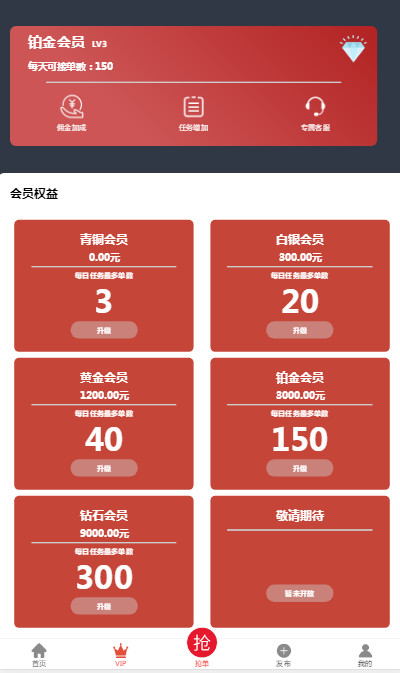 铂金会员 LV3
每天可接单数：150
佣金加成 任务增加 专属客服
会员权益
青铜会员
0.00元
每日任务最多单数
3
升级
白银会员
300.00元
每日任务最多单数
20
升级
黄金会员
1200.00元
每日任务最多单数
40
升级
铂金会员
3000.00元
每日任务最多单数
150
升级
钻石会员
9000.00元
每日任务最多单数
300
升级
敬请期待
暂未开放
抢
首页 VIP 抢单 发布 我的